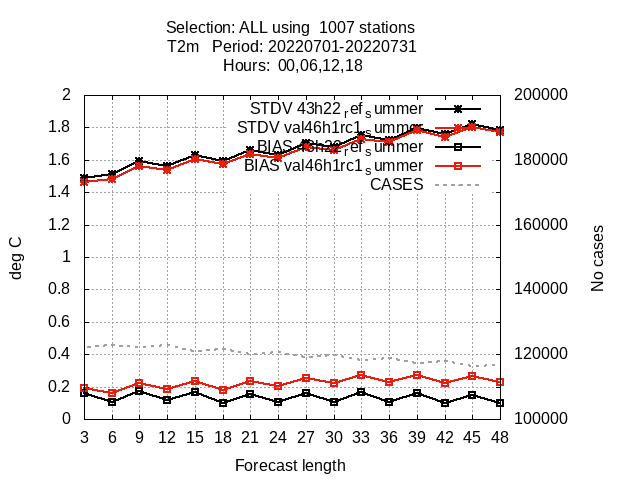 Selection: ALL using 1007 stations
T2m Period: 20220701-20220731
Hours: 00,06,12,18
2
1.8
1.6
1.4
1.2
1
0.8
0.6
0.4
0.2
0
deg C
STDV 43h22_ref_summer
STDV val46h1rc1_summer
BIAS 43h22_ref_summer
BIAS val46h1rc1_summer
CASES
200000
180000
160000
140000
120000
100000
No cases
3 6 9 12 15 18 21 24 27 30 33 36 39 42 45 48
Forecast length